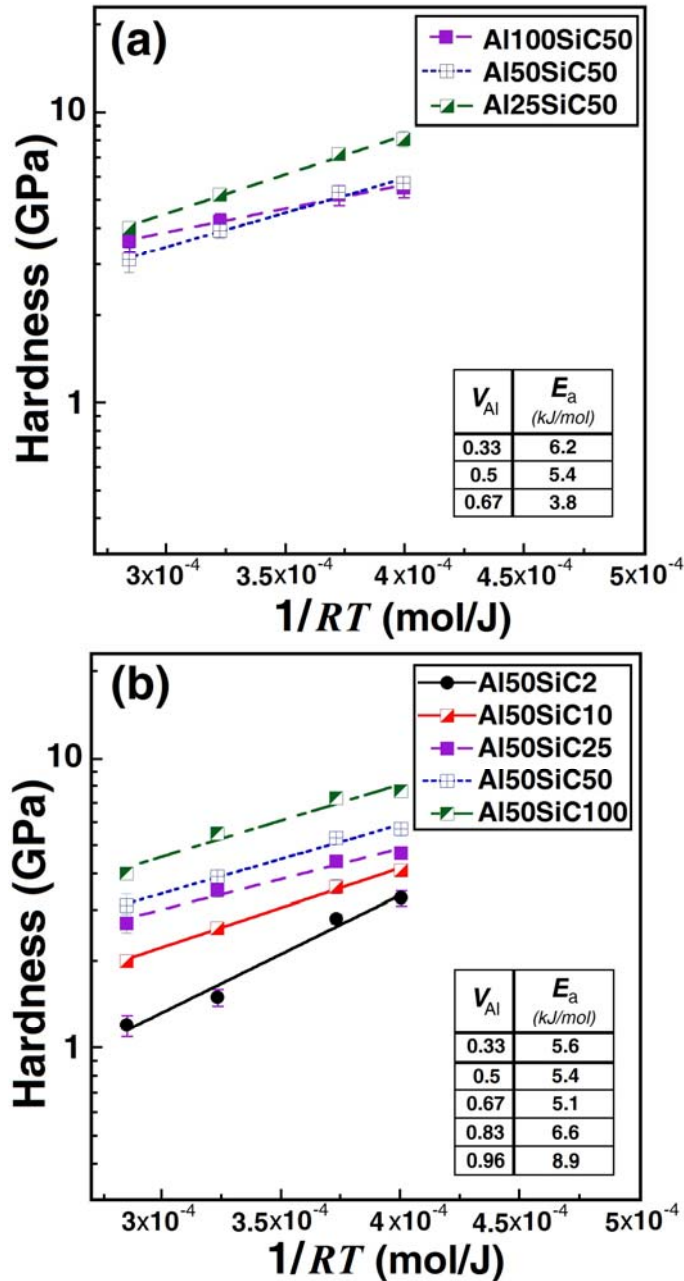 (a)
Al100SiC50
Al50SiC50
Al25SiC50
Hardness (GPa)
10
1
V_Al E_a (kJ/mol)
0.33 6.2
0.5 5.4
0.67 3.8
3x10⁻⁴ 3.5x10⁻⁴ 4x10⁻⁴ 4.5x10⁻⁴ 5x10⁻⁴
1/RT (mol/J)
(b)
Al50SiC2
Al50SiC10
Al50SiC25
Al50SiC50
Al50SiC100
Hardness (GPa)
10
1
V_Al E_a (kJ/mol)
0.33 5.6
0.5 5.4
0.67 5.1
0.83 6.6
0.96 8.9
3x10⁻⁴ 3.5x10⁻⁴ 4x10⁻⁴ 4.5x10⁻⁴ 5x10⁻⁴
1/RT (mol/J)